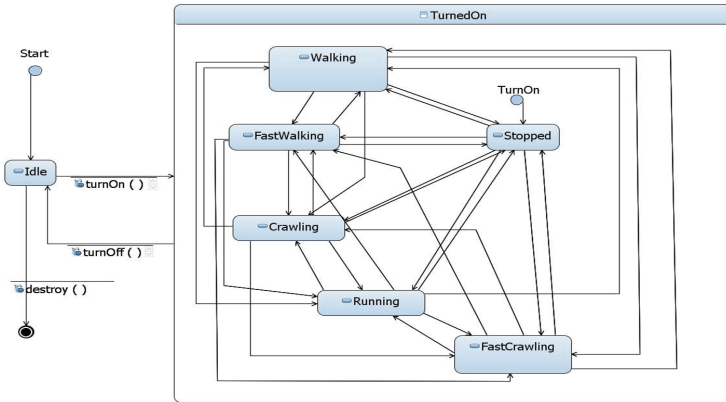 TurnedOn
Start
Walking
TurnOn
FastWalking
Stopped
Idle
turnOn ( )
Crawling
turnOff ( )
destroy ( )
Running
FastCrawling